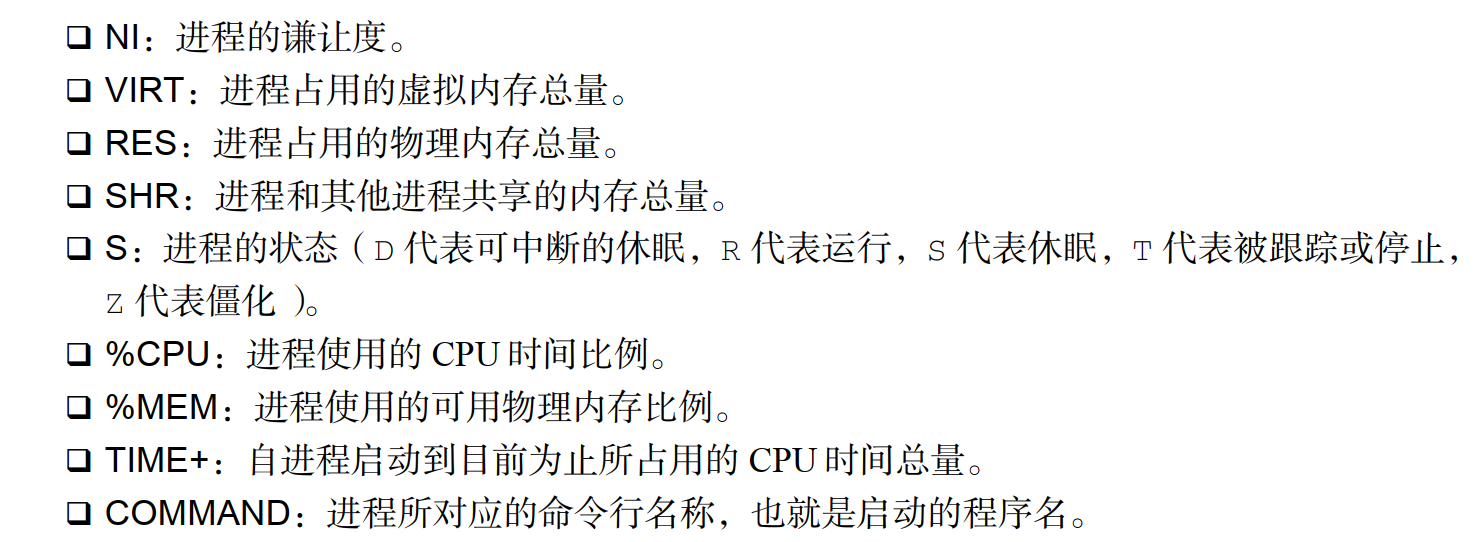 ❑ NI：进程的谦让度。
❑ VIRT：进程占用的虚拟内存总量。
❑ RES：进程占用的物理内存总量。
❑ SHR：进程和其他进程共享的内存总量。
❑ S：进程的状态（D 代表可中断的休眠，R 代表运行，S 代表休眠，T 代表被跟踪或停止，
Z 代表僵化 ）。
❑ %CPU：进程使用的 CPU 时间比例。
❑ %MEM：进程使用的可用物理内存比例。
❑ TIME+：自进程启动到目前为止所占用的 CPU 时间总量。
❑ COMMAND：进程所对应的命令行名称，也就是启动的程序名。